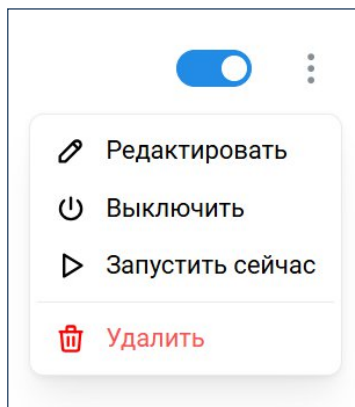 Редактировать
Выключить
Запустить сейчас
Удалить